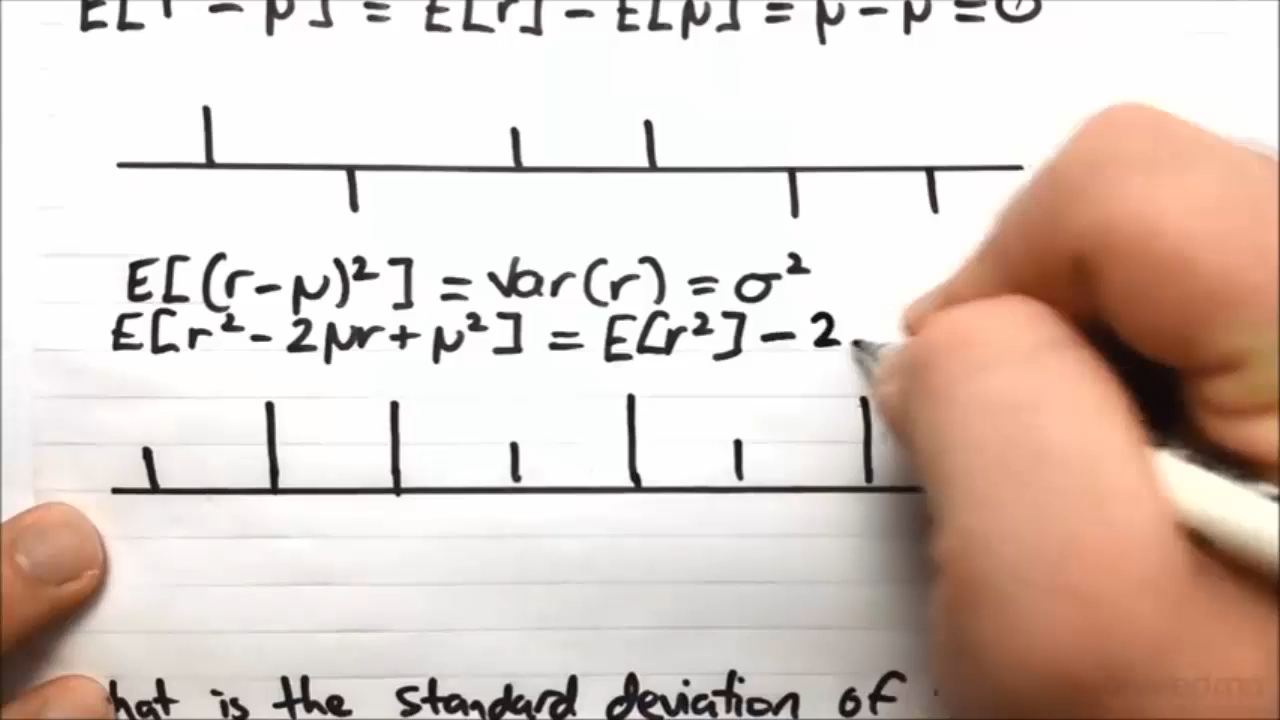 E[r - μ] = E[r] - E[μ] = μ - μ = 0
E[(r-μ)²] = Var(r) = σ²
E[r² - 2μr + μ²] = E[r²] - 2
hat is the standard deviation of